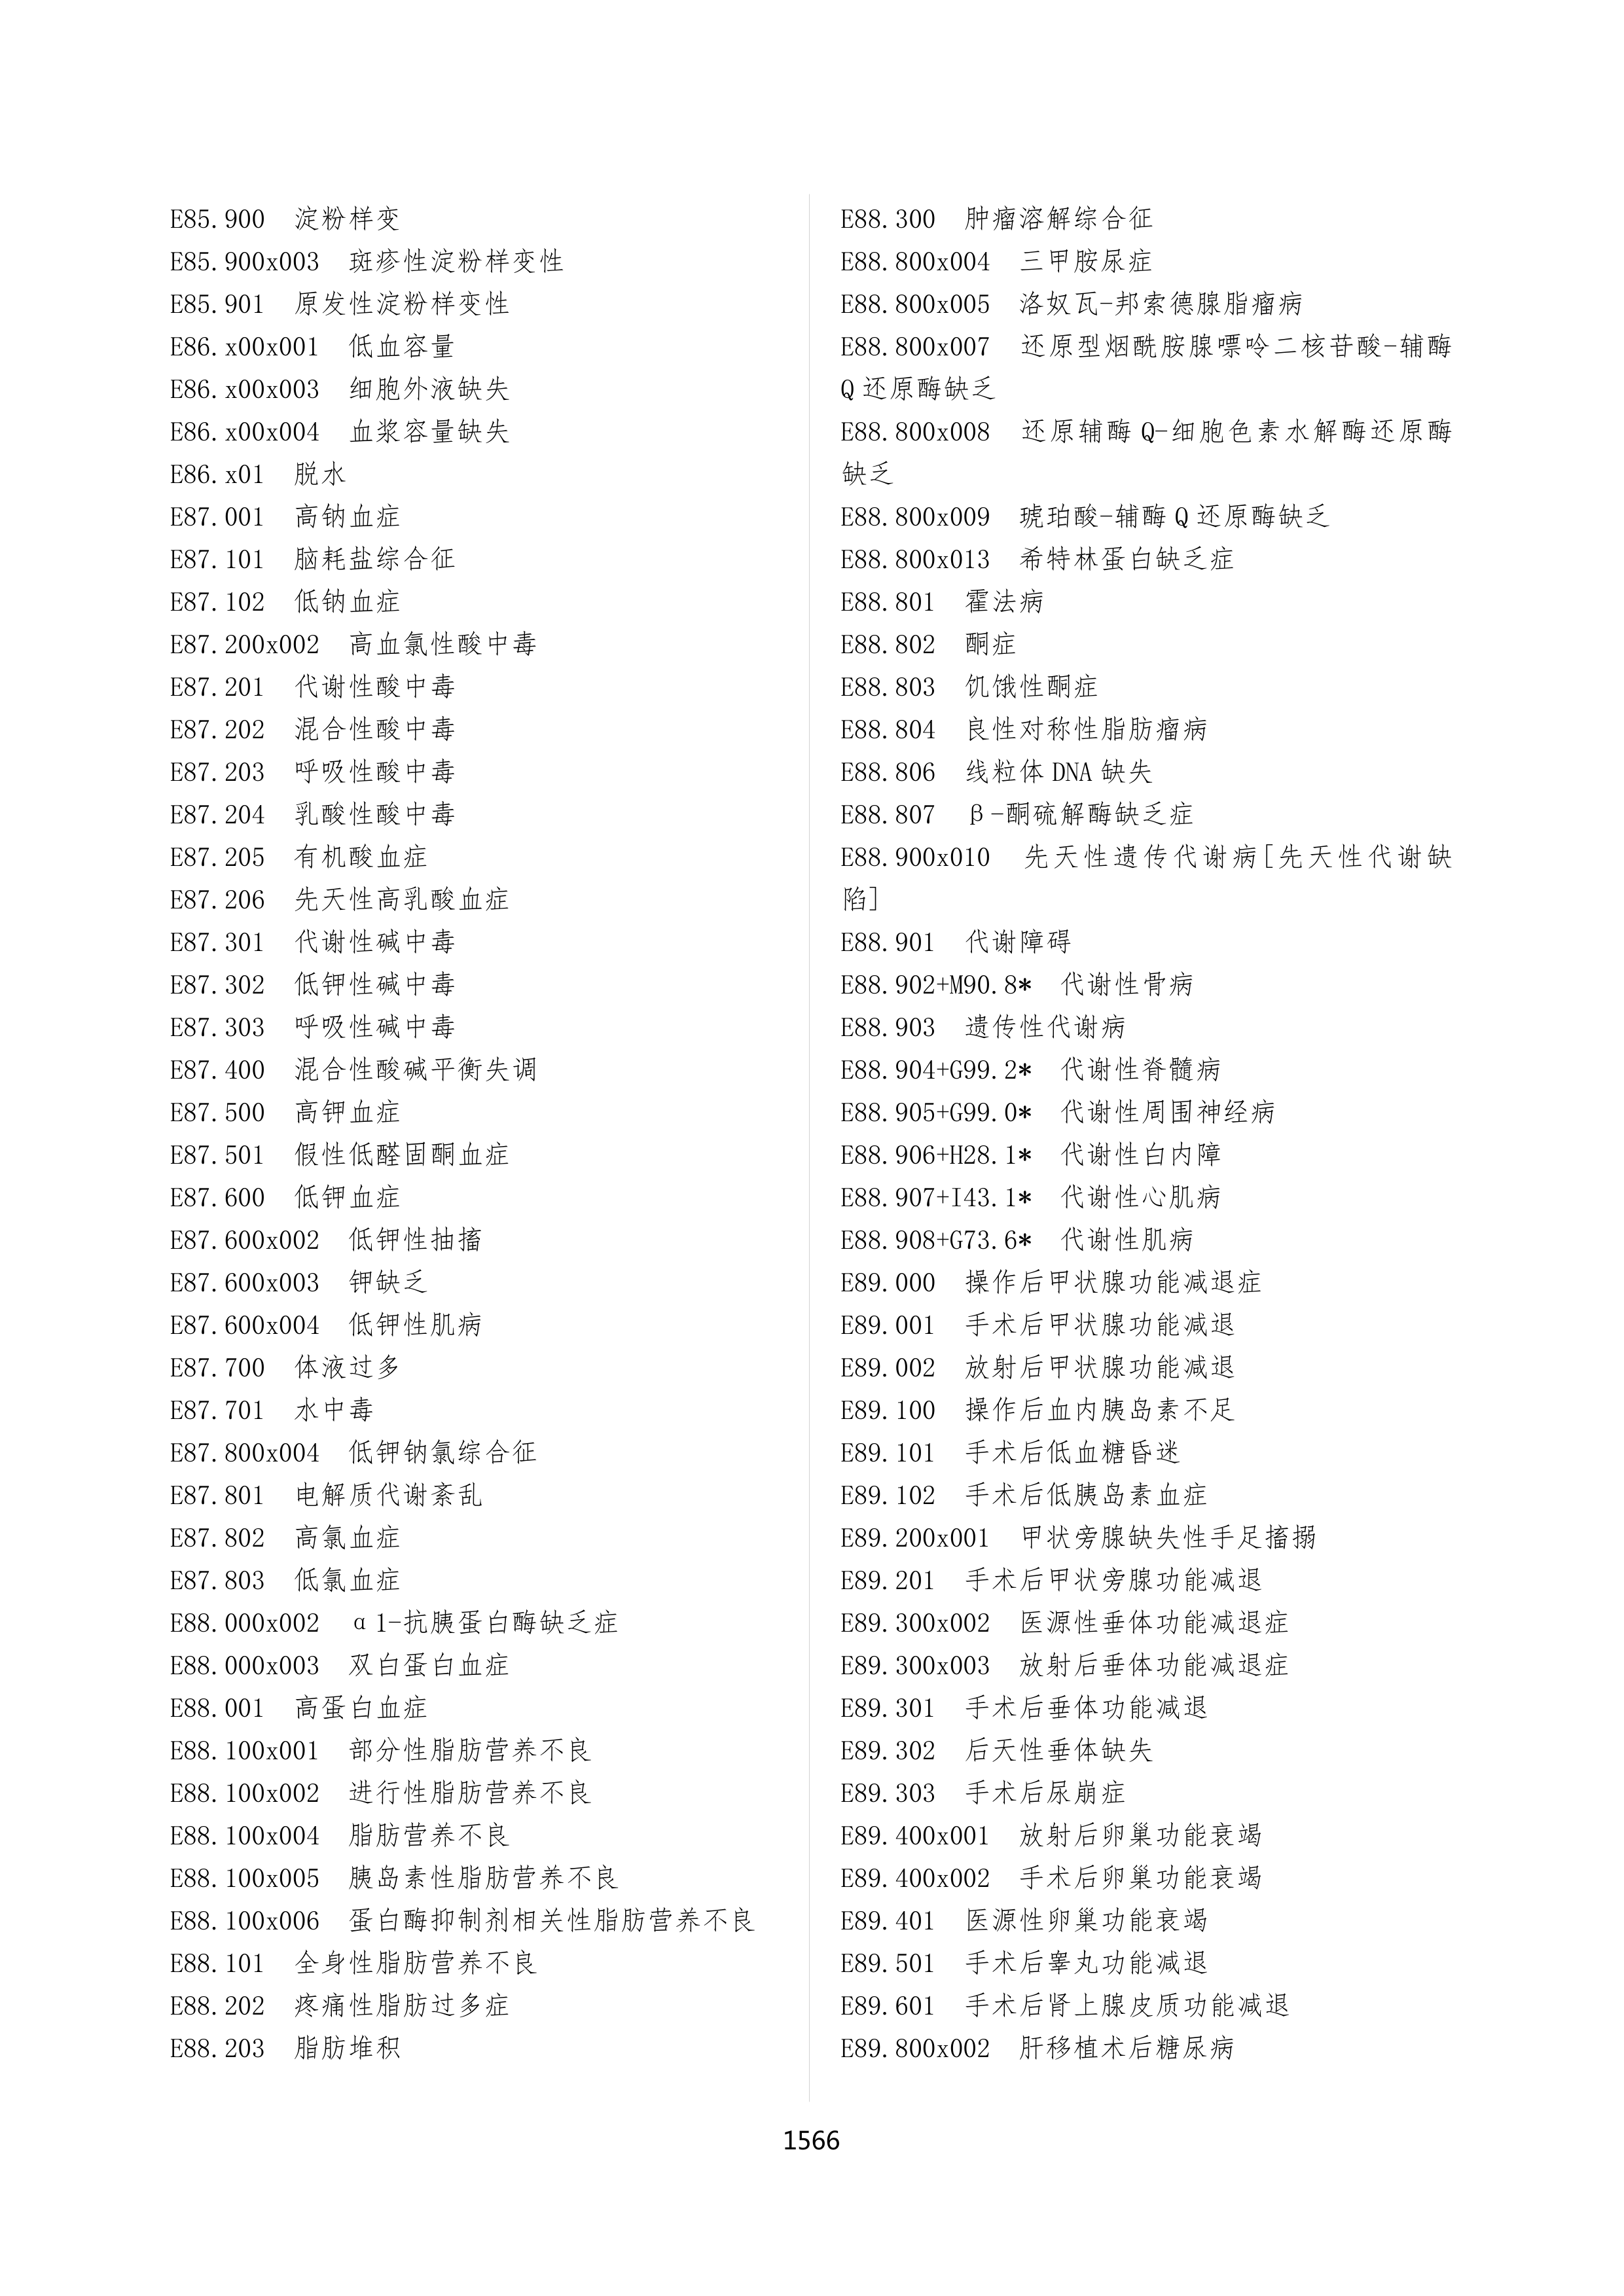 E85.900 淀粉样变
E85.900x003 斑疹性淀粉样变性
E85.901 原发性淀粉样变性
E86.x00x001 低血容量
E86.x00x003 细胞外液缺失
E86.x00x004 血浆容量缺失
E86.x01 脱水
E87.001 高钠血症
E87.101 脑耗盐综合征
E87.102 低钠血症
E87.200x002 高血氯性酸中毒
E87.201 代谢性酸中毒
E87.202 混合性酸中毒
E87.203 呼吸性酸中毒
E87.204 乳酸性酸中毒
E87.205 有机酸血症
E87.206 先天性高乳酸血症
E87.301 代谢性碱中毒
E87.302 低钾性碱中毒
E87.303 呼吸性碱中毒
E87.400 混合性酸碱平衡失调
E87.500 高钾血症
E87.501 假性低醛固酮血症
E87.600 低钾血症
E87.600x002 低钾性抽搐
E87.600x003 钾缺乏
E87.600x004 低钾性肌病
E87.700 体液过多
E87.701 水中毒
E87.800x004 低钾钠氯综合征
E87.801 电解质代谢紊乱
E87.802 高氯血症
E87.803 低氯血症
E88.000x002 α1-抗胰蛋白酶缺乏症
E88.000x003 双白蛋白血症
E88.001 高蛋白血症
E88.100x001 部分性脂肪营养不良
E88.100x002 进行性脂肪营养不良
E88.100x004 脂肪营养不良
E88.100x005 胰岛素性脂肪营养不良
E88.100x006 蛋白酶抑制剂相关性脂肪营养不良
E88.101 全身性脂肪营养不良
E88.202 疼痛性脂肪过多症
E88.203 脂肪堆积
E88.300 肿瘤溶解综合征
E88.800x004 三甲胺尿症
E88.800x005 洛奴瓦-邦索德腺脂瘤病
E88.800x007 还原型烟酰胺腺嘌呤二核苷酸-辅酶
Q还原酶缺乏
E88.800x008 还原辅酶Q-细胞色素水解酶还原酶
缺乏
E88.800x009 琥珀酸-辅酶Q还原酶缺乏
E88.800x013 希特林蛋白缺乏症
E88.801 霍法病
E88.802 酮症
E88.803 饥饿性酮症
E88.804 良性对称性脂肪瘤病
E88.806 线粒体DNA缺失
E88.807 β-酮硫解酶缺乏症
E88.900x010 先天性遗传代谢病[先天性代谢缺
陷]
E88.901 代谢障碍
E88.902+M90.8* 代谢性骨病
E88.903 遗传性代谢病
E88.904+G99.2* 代谢性脊髓病
E88.905+G99.0* 代谢性周围神经病
E88.906+H28.1* 代谢性白内障
E88.907+I43.1* 代谢性心肌病
E88.908+G73.6* 代谢性肌病
E89.000 操作后甲状腺功能减退症
E89.001 手术后甲状腺功能减退
E89.002 放射后甲状腺功能减退
E89.100 操作后血内胰岛素不足
E89.101 手术后低血糖昏迷
E89.102 手术后低胰岛素血症
E89.200x001 甲状旁腺缺失性手足搐搦
E89.201 手术后甲状旁腺功能减退
E89.300x002 医源性垂体功能减退症
E89.300x003 放射后垂体功能减退症
E89.301 手术后垂体功能减退
E89.302 后天性垂体缺失
E89.303 手术后尿崩症
E89.400x001 放射后卵巢功能衰竭
E89.400x002 手术后卵巢功能衰竭
E89.401 医源性卵巢功能衰竭
E89.501 手术后睾丸功能减退
E89.601 手术后肾上腺皮质功能减退
E89.800x002 肝移植术后糖尿病
1566